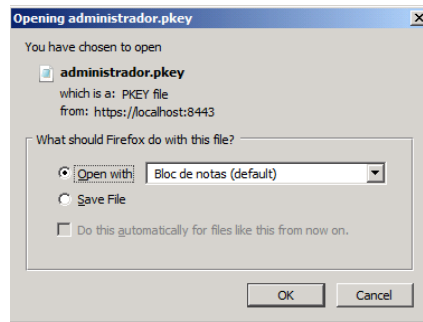 Opening administrador.pkey
You have chosen to open
administrador.pkey
which is a: PKEY file
from: https://localhost:8443
What should Firefox do with this file?
Open with Bloc de notas (default)
Save File
Do this automatically for files like this from now on.
OK Cancel